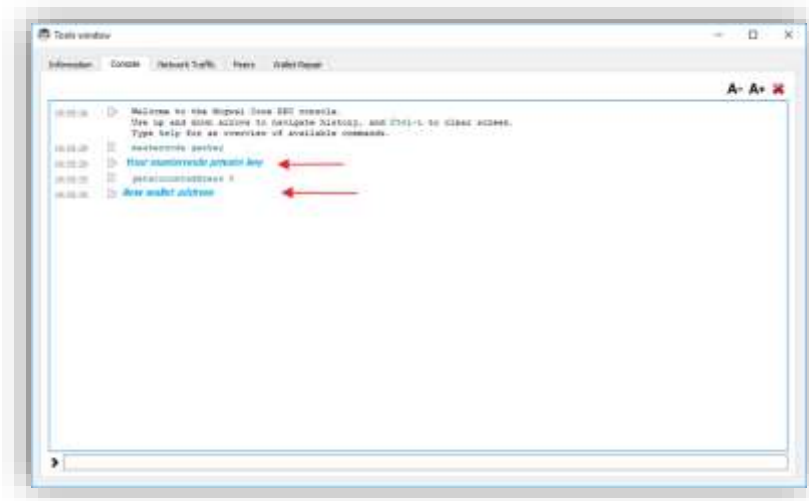 Tools window
Information Console Network Traffic Peers Wallet Repair
A- A+
Welcome to the Core RPC console.
Use up and down arrows to navigate history, and Ctrl-L to clear screen.
Type help for an overview of available commands.
masternode genkey
Your masternode private key
getaccountaddress 0
New wallet address